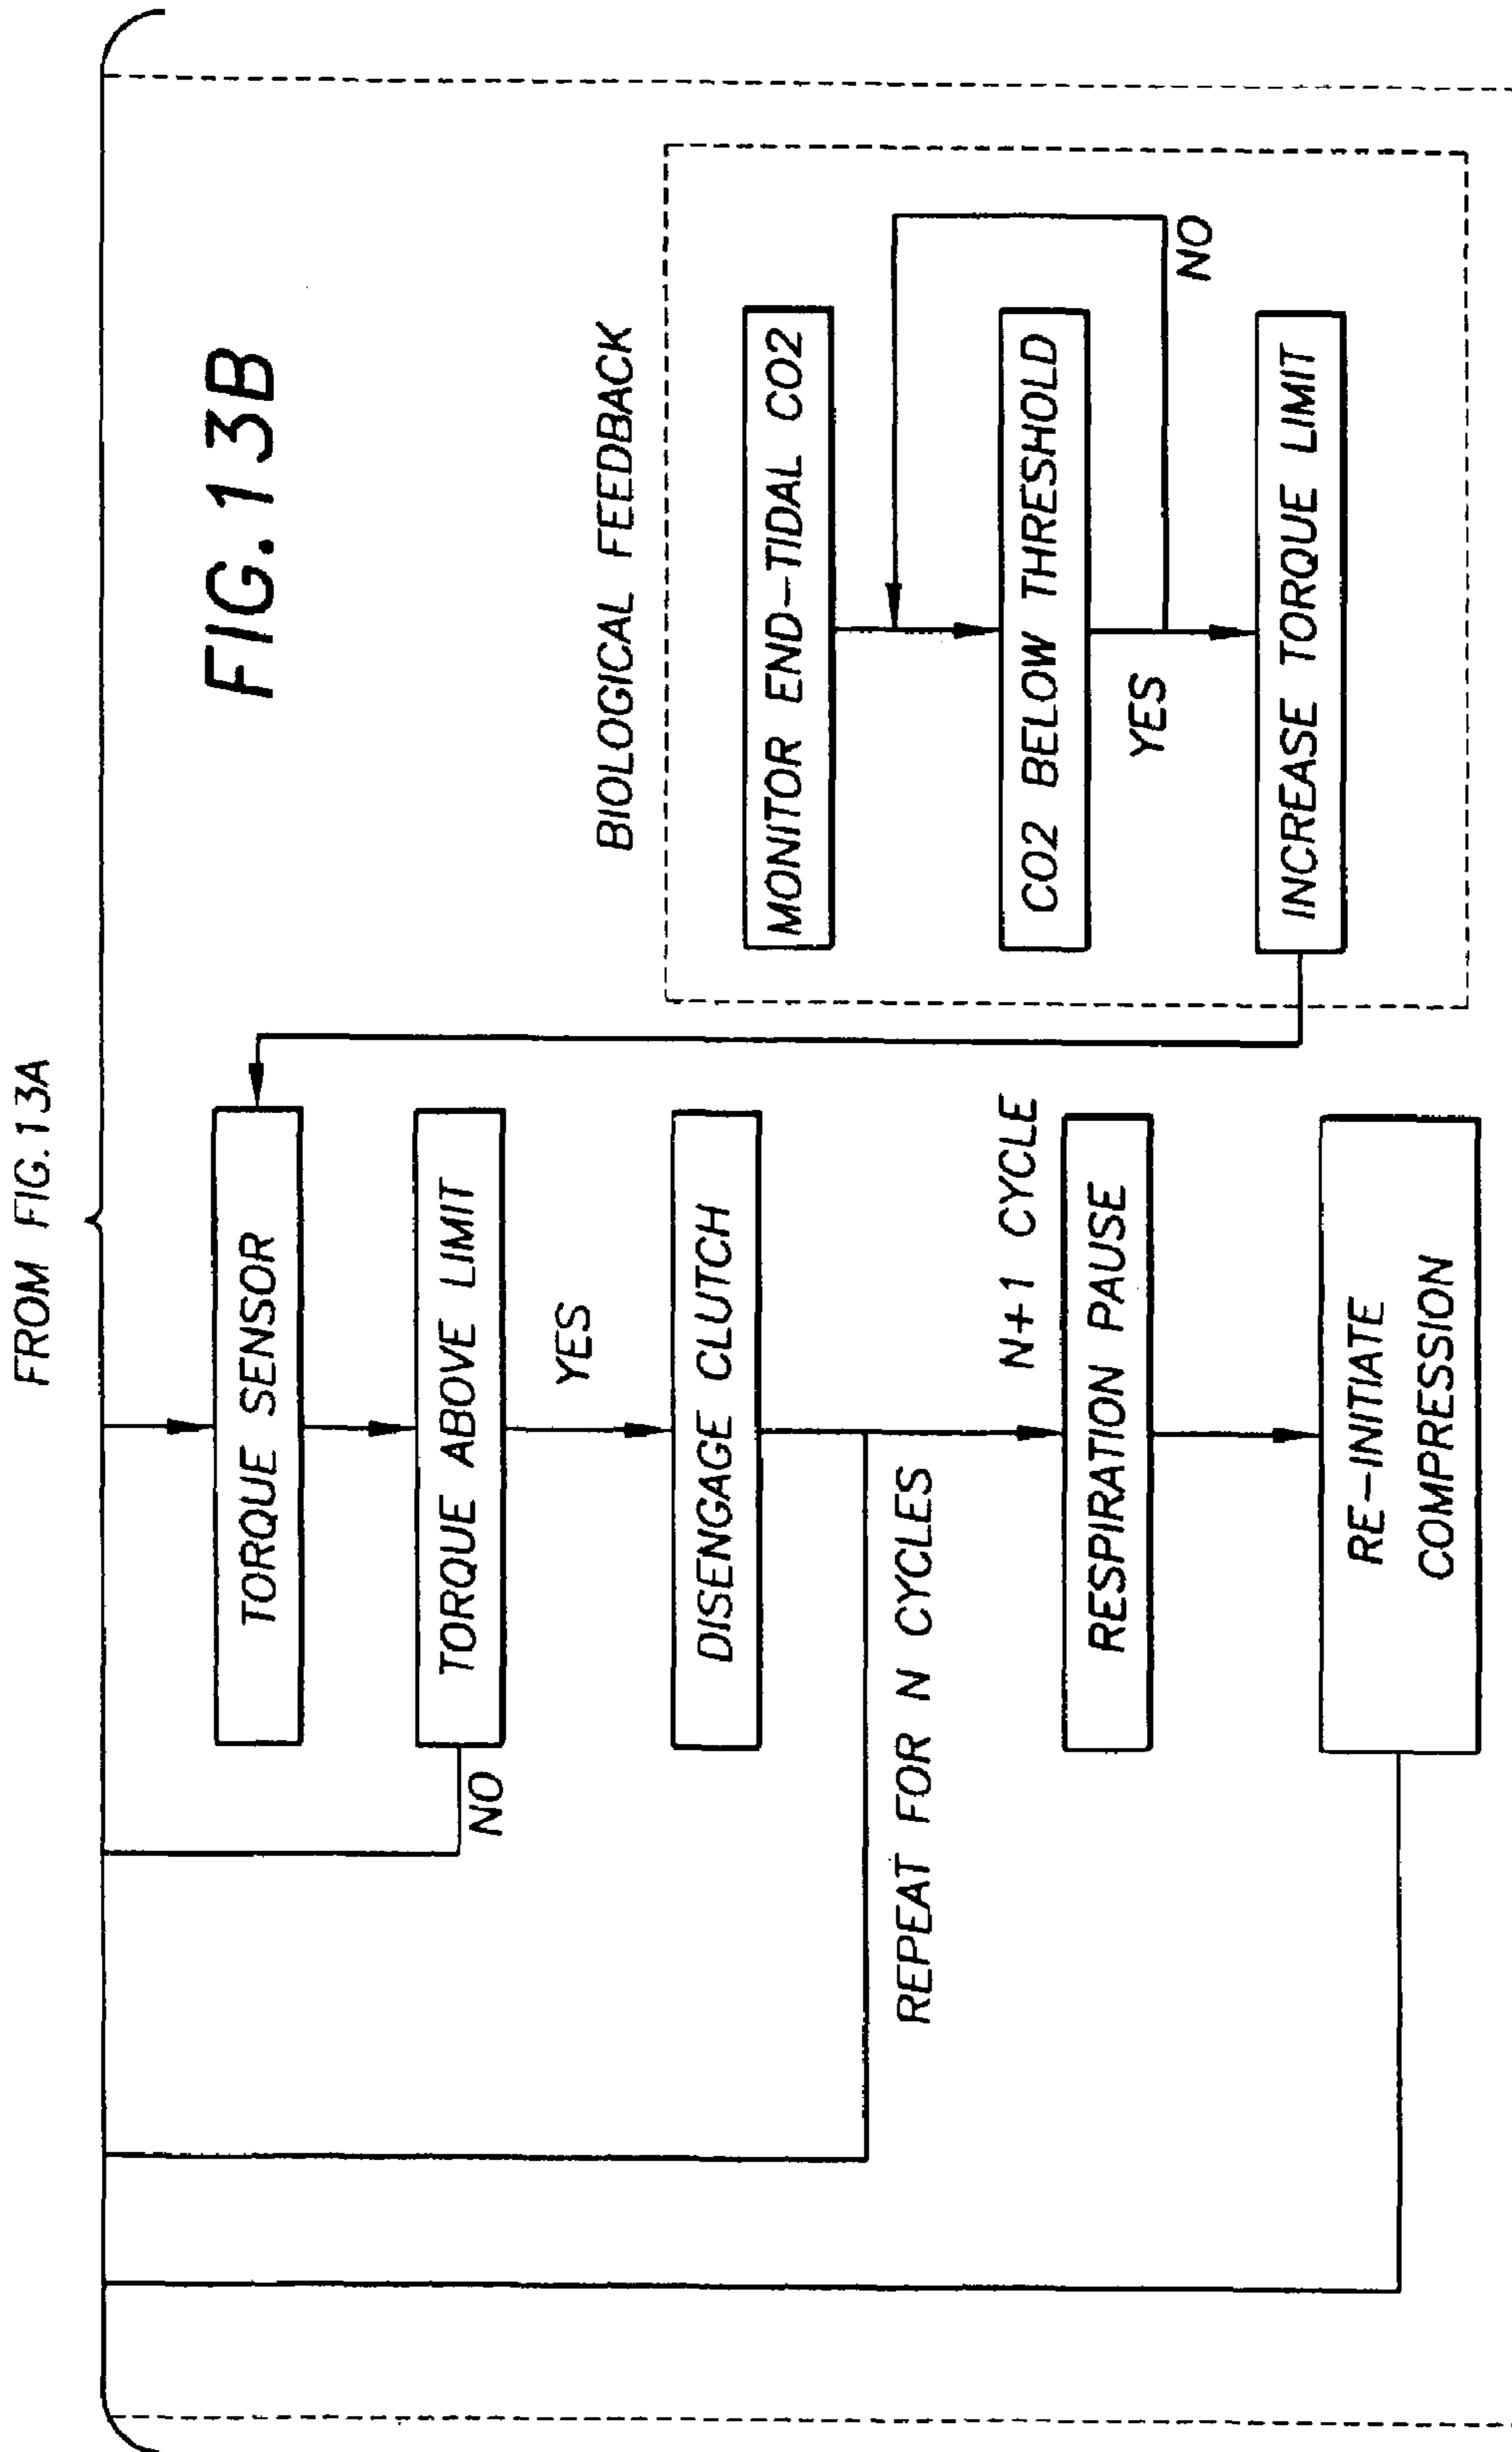 FROM FIG.13A
FIG.13B
TORQUE SENSOR
TORQUE ABOVE LIMIT
NO
YES
DISENGAGE CLUTCH
REPEAT FOR N CYCLES
N+1 CYCLE
RESPIRATION PAUSE
RE-INITIATE
COMPRESSION
BIOLOGICAL FEEDBACK
MONITOR END-TIDAL CO2
CO2 BELOW THRESHOLD
YES
NO
INCREASE TORQUE LIMIT